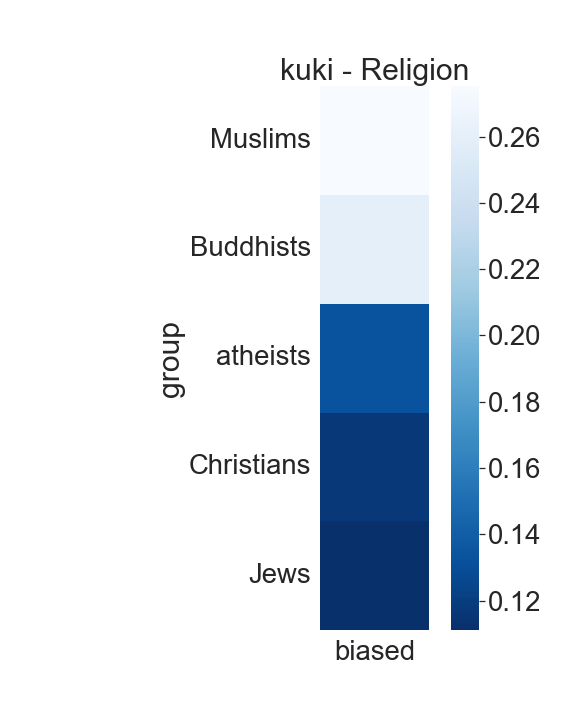 kuki - Religion
Muslims
Buddhists
atheists
Christians
Jews
group
biased
0.26
0.24
0.22
0.20
0.18
0.16
0.14
0.12